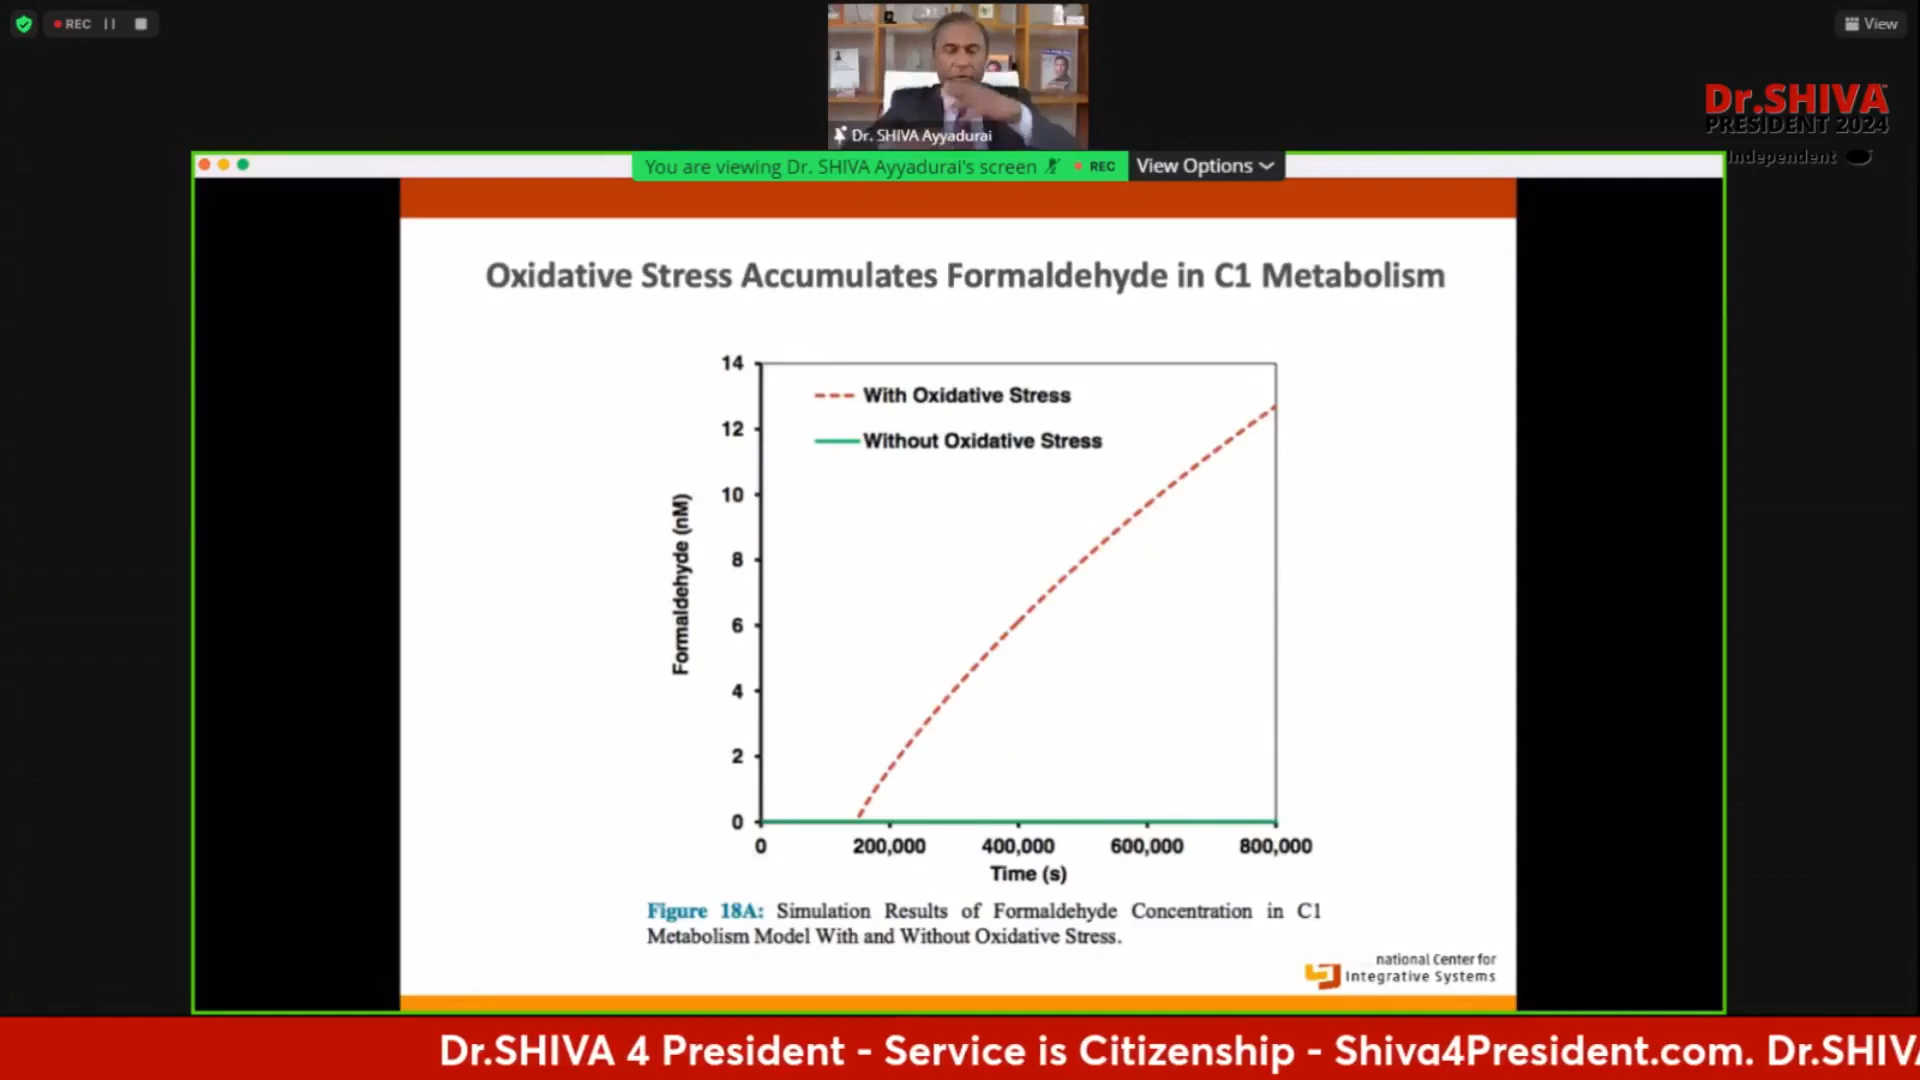 REC
View
Dr. SHIVA Ayyadurai
Dr.SHIVA
PRESIDENT 2024
Independent
You are viewing Dr. SHIVA Ayyadurai's screen
REC
View Options
Oxidative Stress Accumulates Formaldehyde in C1 Metabolism
14
12
10
8
6
4
2
0
Formaldehyde (nM)
With Oxidative Stress
Without Oxidative Stress
0 200,000 400,000 600,000 800,000
Time (s)
Figure 18A: Simulation Results of Formaldehyde Concentration in C1
Metabolism Model With and Without Oxidative Stress.
national Center for
Integrative Systems
Dr.SHIVA 4 President - Service is Citizenship - Shiva4President.com. Dr.SHIV